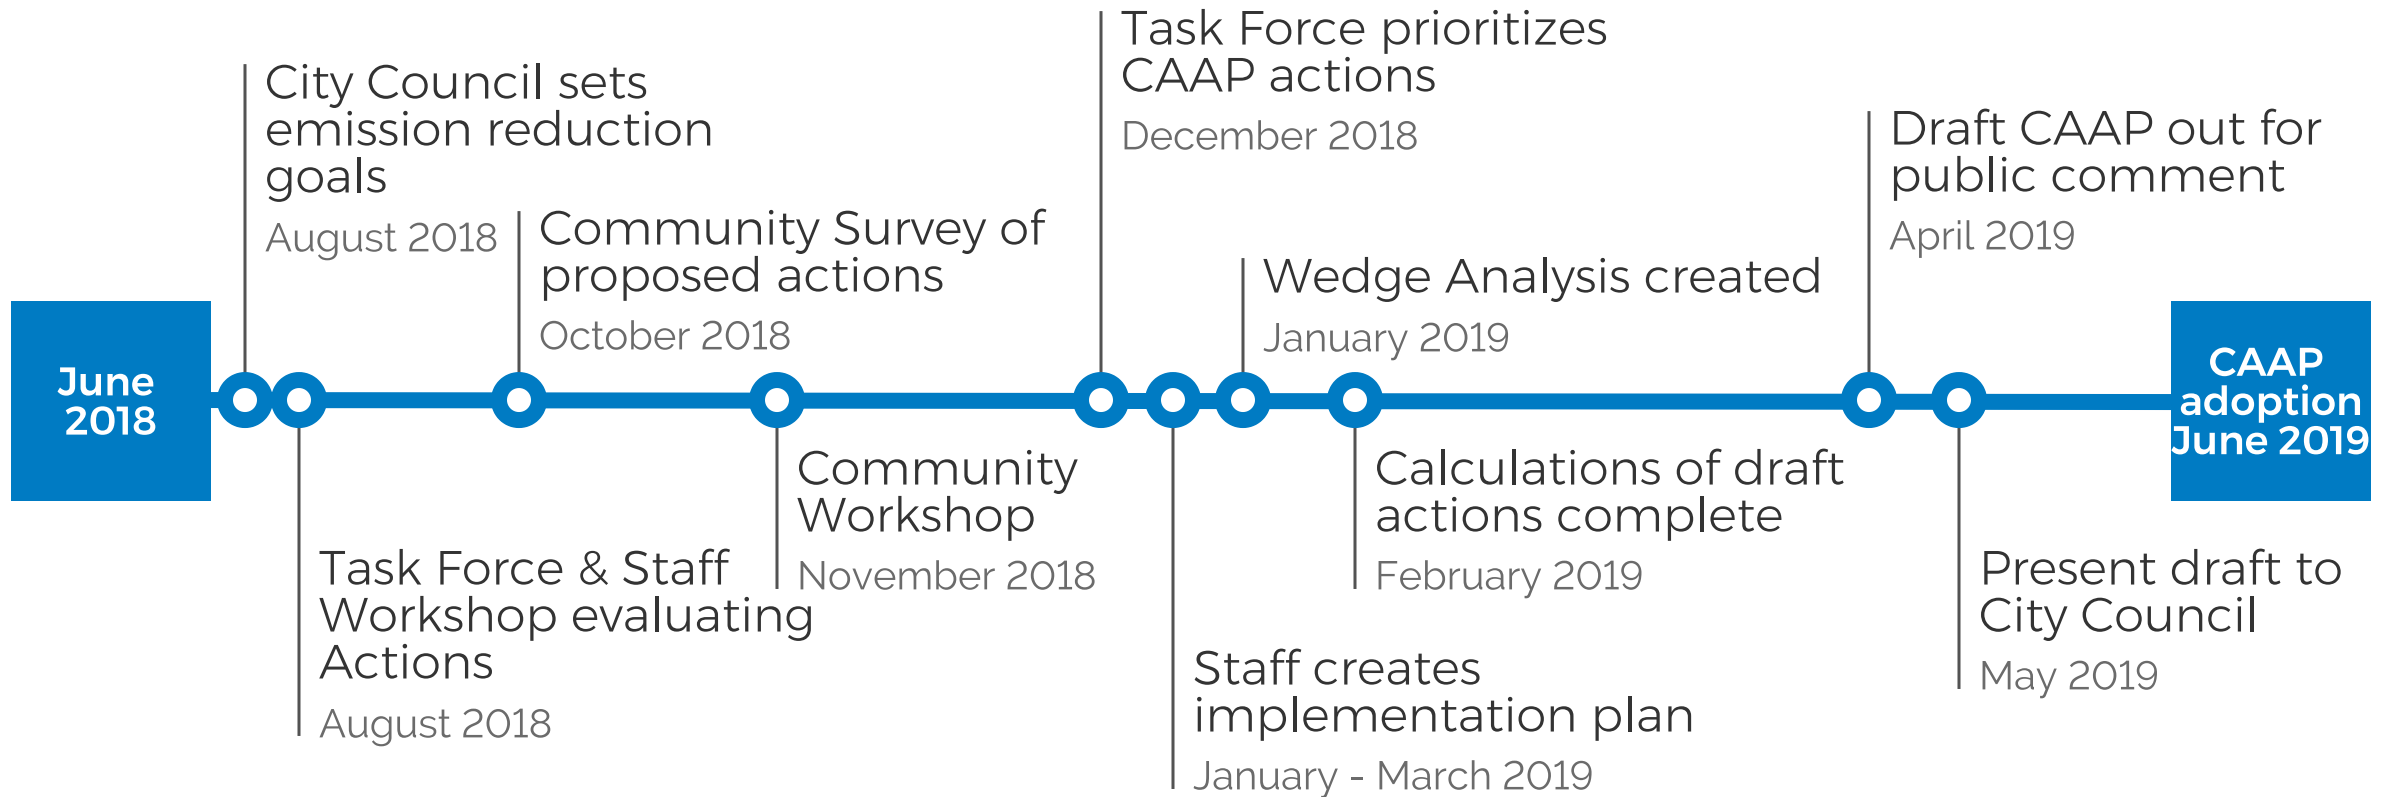 June
2018
City Council sets
emission reduction
goals
August 2018
Task Force & Staff
Workshop evaluating
Actions
August 2018
Community Survey of
proposed actions
October 2018
Community
Workshop
November 2018
Task Force prioritizes
CAAP actions
December 2018
Staff creates
implementation plan
January - March 2019
Wedge Analysis created
January 2019
Calculations of draft
actions complete
February 2019
Draft CAAP out for
public comment
April 2019
Present draft to
City Council
May 2019
CAAP
adoption
June 2019